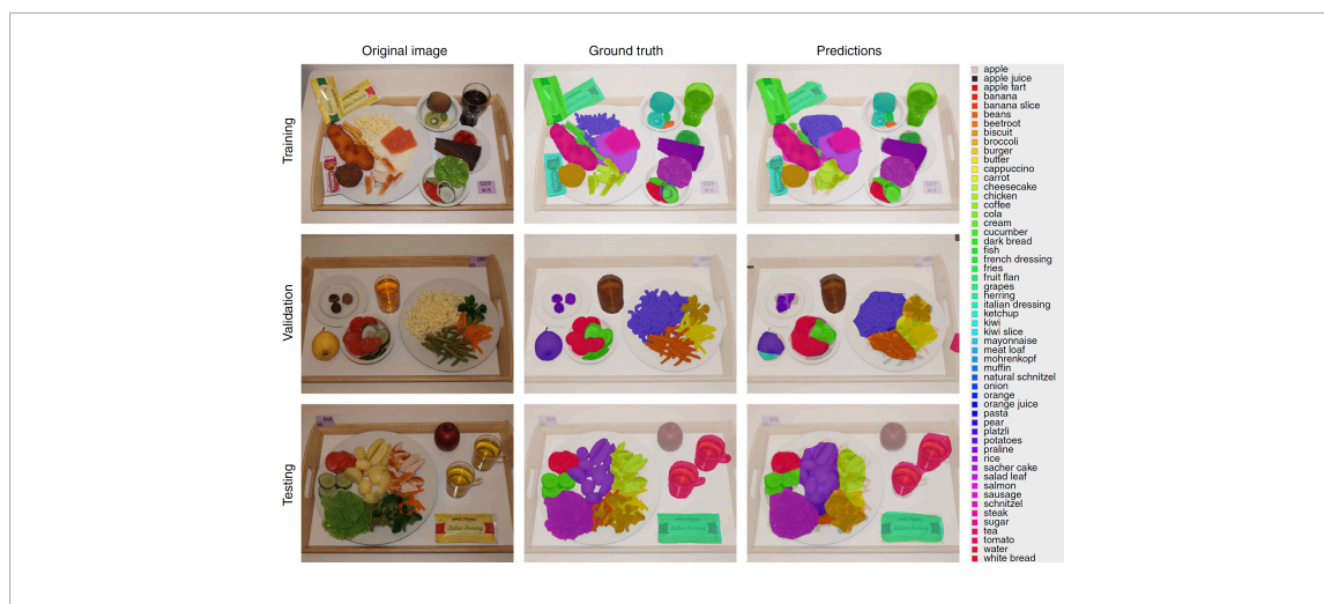 Original image
Ground truth
Predictions
Training
Validation
Testing
apple
apple juice
apple tart
banana
banana slice
beans
beetroot
biscuit
broccoli
burger
butter
cappuccino
carrot
cheesecake
chicken
coffee
cola
cream
cucumber
dark bread
fish
french dressing
fries
fruit flan
grapes
herring
italian dressing
ketchup
kiwi
kiwi slice
mayonnaise
meat loaf
mohrenkopf
muffin
natural schnitzel
onion
orange
orange juice
pasta
pear
platzli
potatoes
praline
rice
sacher cake
salad leaf
salmon
sausage
schnitzel
steak
sugar
tea
tomato
water
white bread